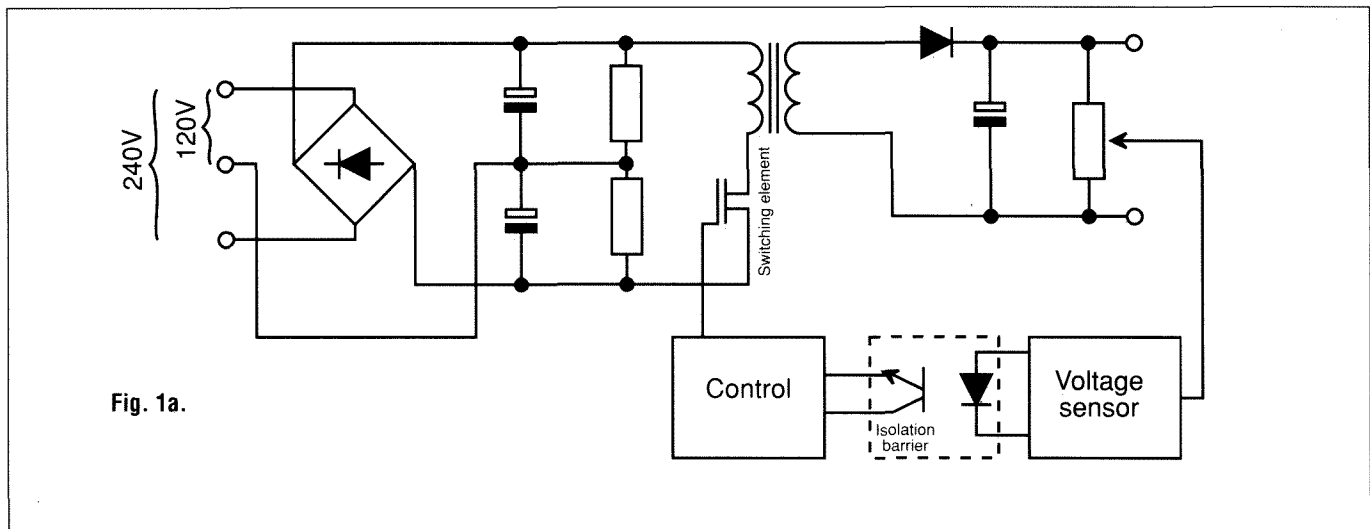 240V
120V
Switching element
Control
Isolation
barrier
Voltage
sensor
Fig. 1a.